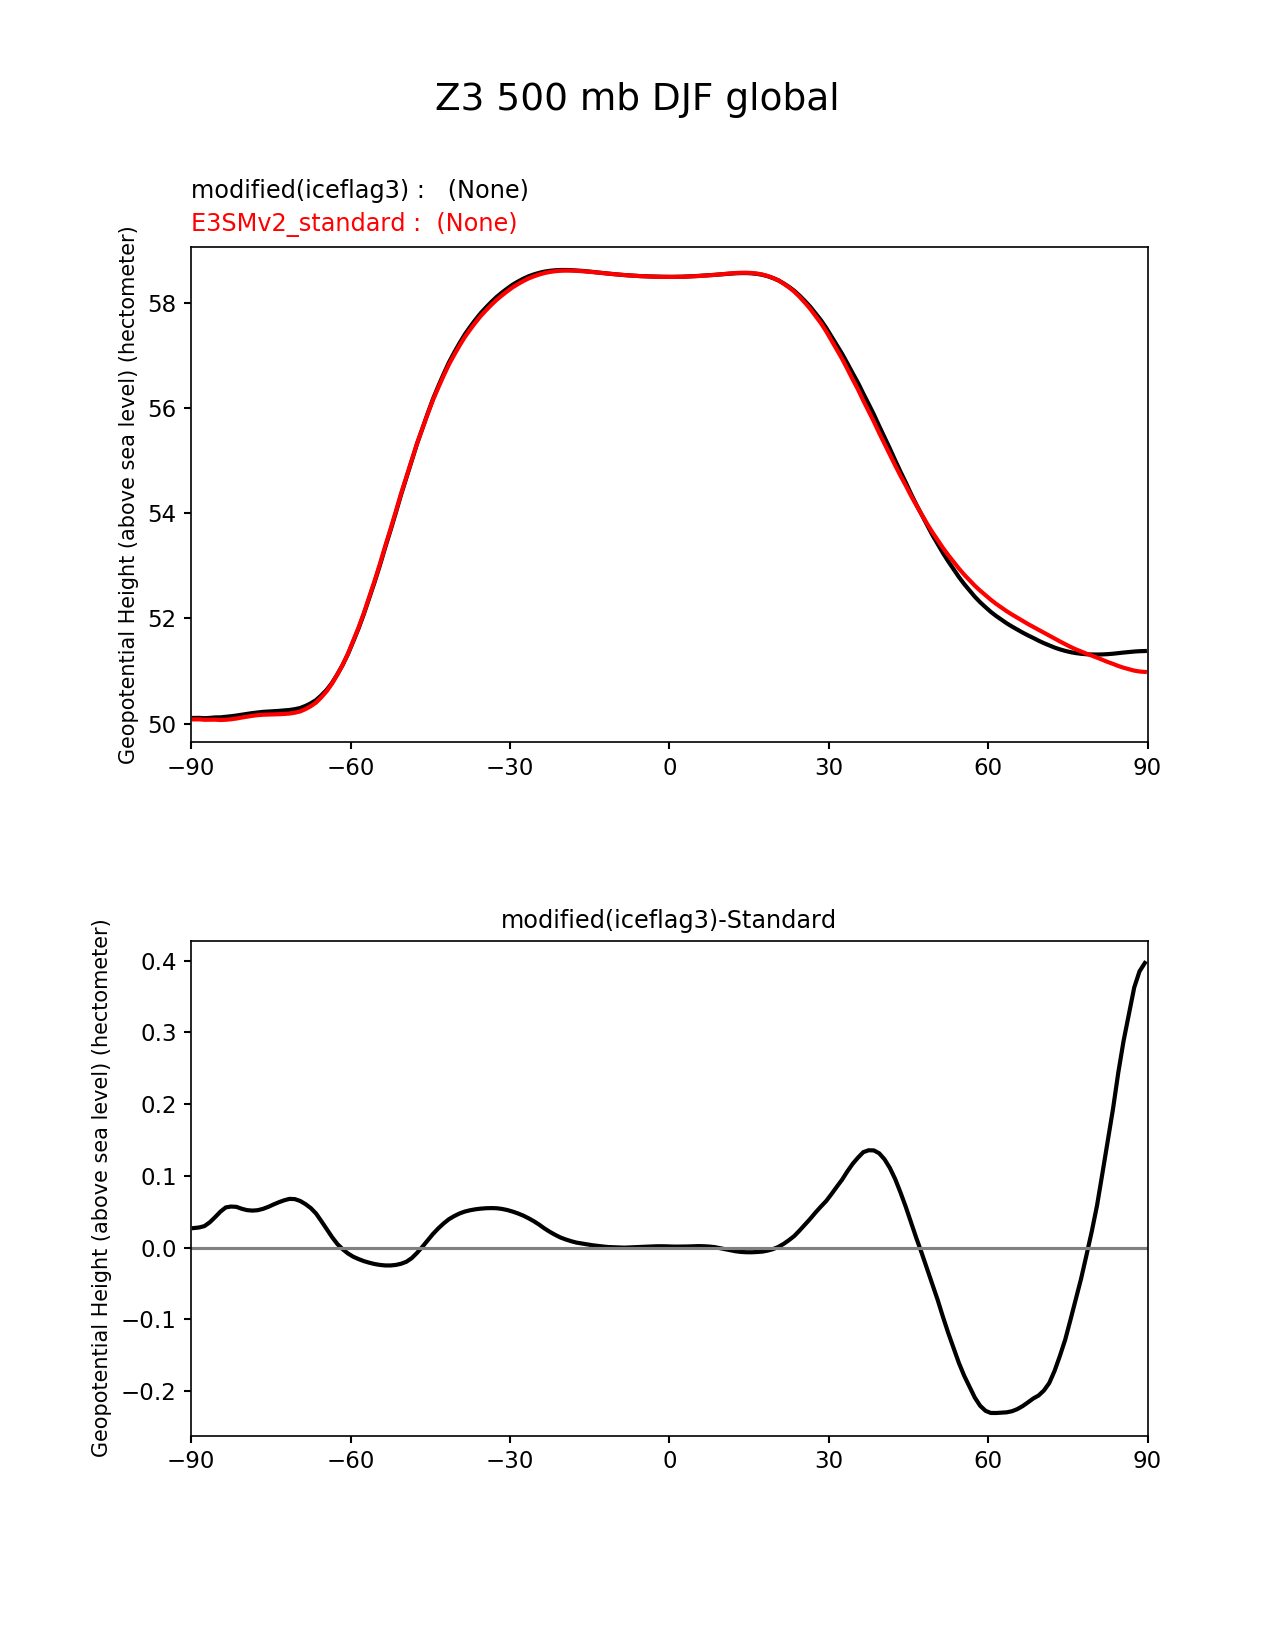 Z3 500 mb DJF global
modified(iceflag3) :   (None)
E3SMv2_standard :  (None)
Geopotential Height (above sea level) (hectometer)
58
56
54
52
50
−90 −60 −30 0 30 60 90
modified(iceflag3)-Standard
Geopotential Height (above sea level) (hectometer)
0.4
0.3
0.2
0.1
0.0
−0.1
−0.2
−90 −60 −30 0 30 60 90